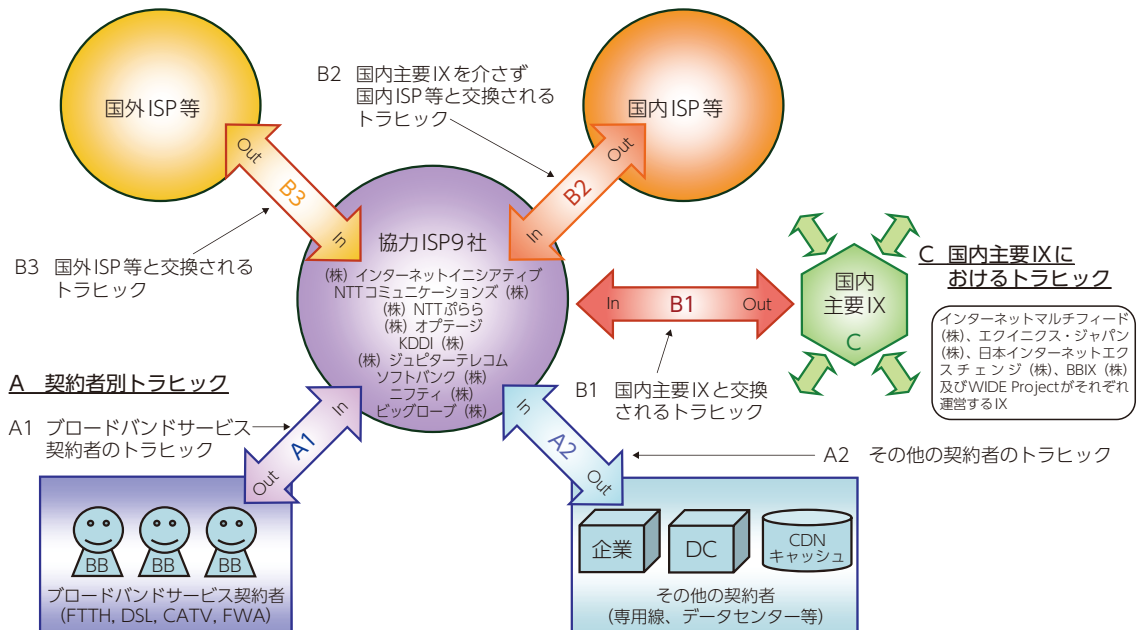 国外ISP等
B2 国内主要IXを介さず
国内ISP等と交換される
トラヒック
国内ISP等
Out
B3
In
Out
B2
In
B3 国外ISP等と交換される
トラヒック
協力ISP9社
(株)インターネットイニシアティブ
NTTコミュニケーションズ(株)
(株)NTTぷらら
(株)オプテージ
KDDI(株)
(株)ジュピターテレコム
ソフトバンク(株)
ニフティ(株)
ビッグローブ(株)
In
B1
Out
B1 国内主要IXと交換
されるトラヒック
国内
主要IX
C
C 国内主要IXに
おけるトラヒック
インターネットマルチフィード
(株)、エクイニクス・ジャパン
(株)、日本インターネットエク
スチェンジ(株)、BBIX(株)
及びWIDE Projectがそれぞれ
運営するIX
A 契約者別トラヒック
A1 ブロードバンドサービス
契約者のトラヒック
In
A1
Out
In
A2
Out
A2 その他の契約者のトラヒック
BB
BB
BB
ブロードバンドサービス契約者
(FTTH, DSL, CATV, FWA)
企業
DC
CDN
キャッシュ
その他の契約者
(専用線、データセンター等)